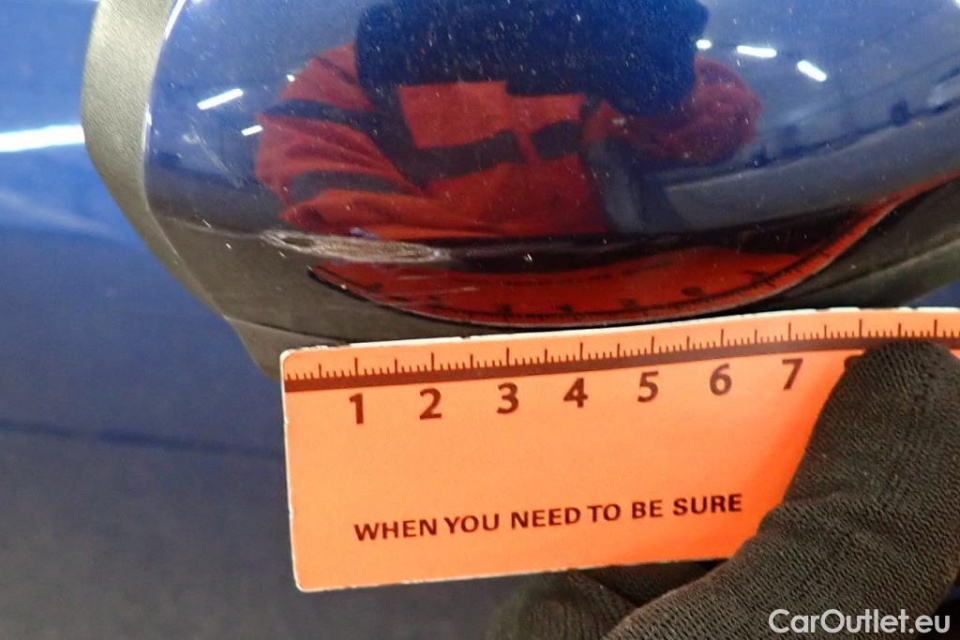 1 2 3 4 5 6 7
WHEN YOU NEED TO BE SURE
CarOutlet.eu